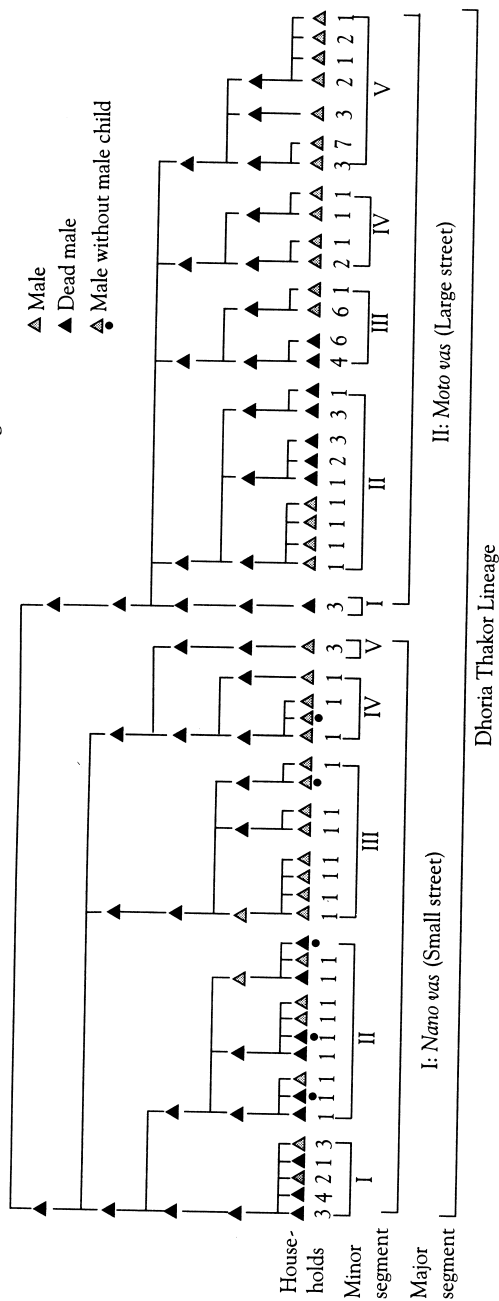 Male
Dead male
Male without male child
House-
holds 3 4 2 1 3 1 1 1 1 1 1 1 1 1 1 1 1 1 1 1 1 1 1 1 3 3 1 1 1 1 1 2 3 3 1 4 6 6 1 2 1 1 1 3 7 3 2 1 2 1
Minor
segment I II III IV V I II III IV V
I: Nano vas (Small street) II: Moto vas (Large street)
Major
segment
Dhoria Thakor Lineage